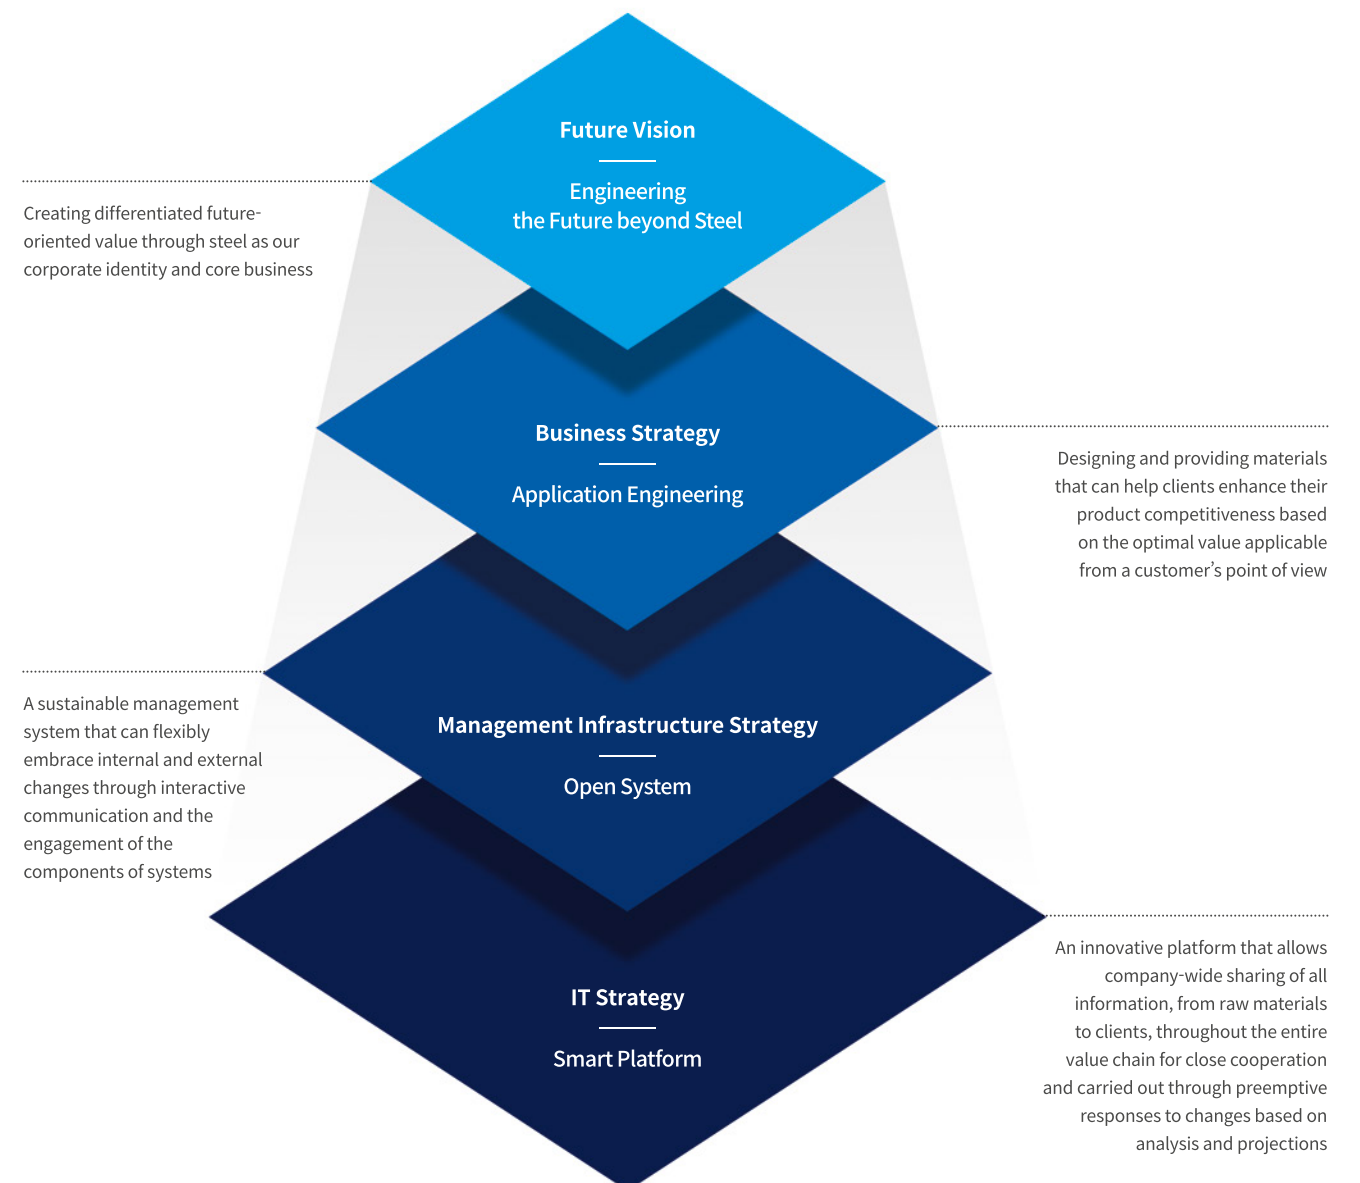 Future Vision
Engineering
the Future beyond Steel
Creating differentiated future-
oriented value through steel as our
corporate identity and core business
Business Strategy
Application Engineering
Designing and providing materials
that can help clients enhance their
product competitiveness based
on the optimal value applicable
from a customer’s point of view
Management Infrastructure Strategy
Open System
A sustainable management
system that can flexibly
embrace internal and external
changes through interactive
communication and the
engagement of the
components of systems
IT Strategy
Smart Platform
An innovative platform that allows
company-wide sharing of all
information, from raw materials
to clients, throughout the entire
value chain for close cooperation
and carried out through preemptive
responses to changes based on
analysis and projections